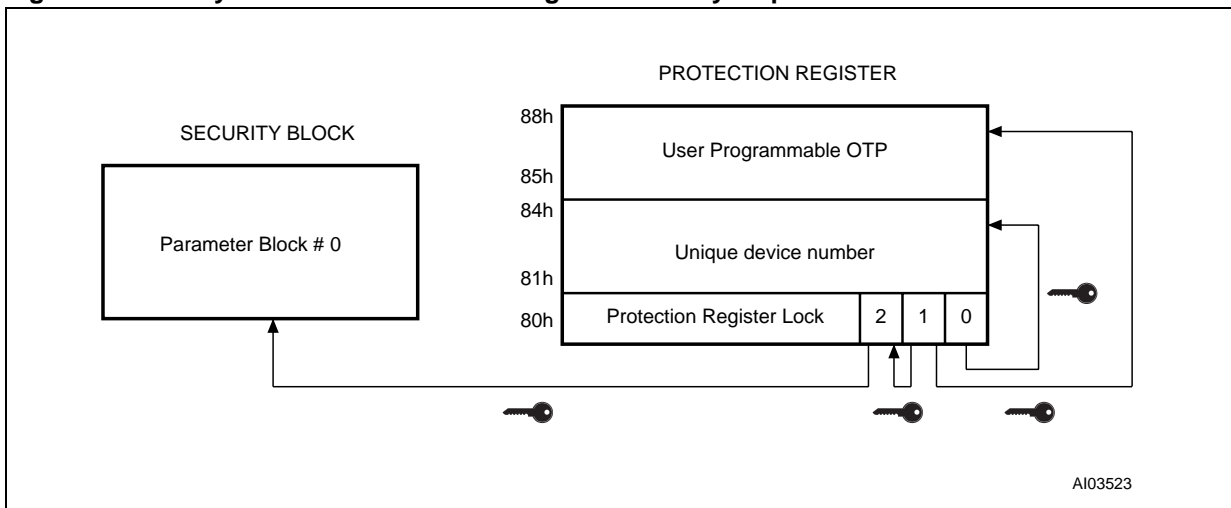 PROTECTION REGISTER
88h
SECURITY BLOCK
User Programmable OTP
85h
84h
Parameter Block # 0
Unique device number
81h
80h
Protection Register Lock 2 1 0
AI03523